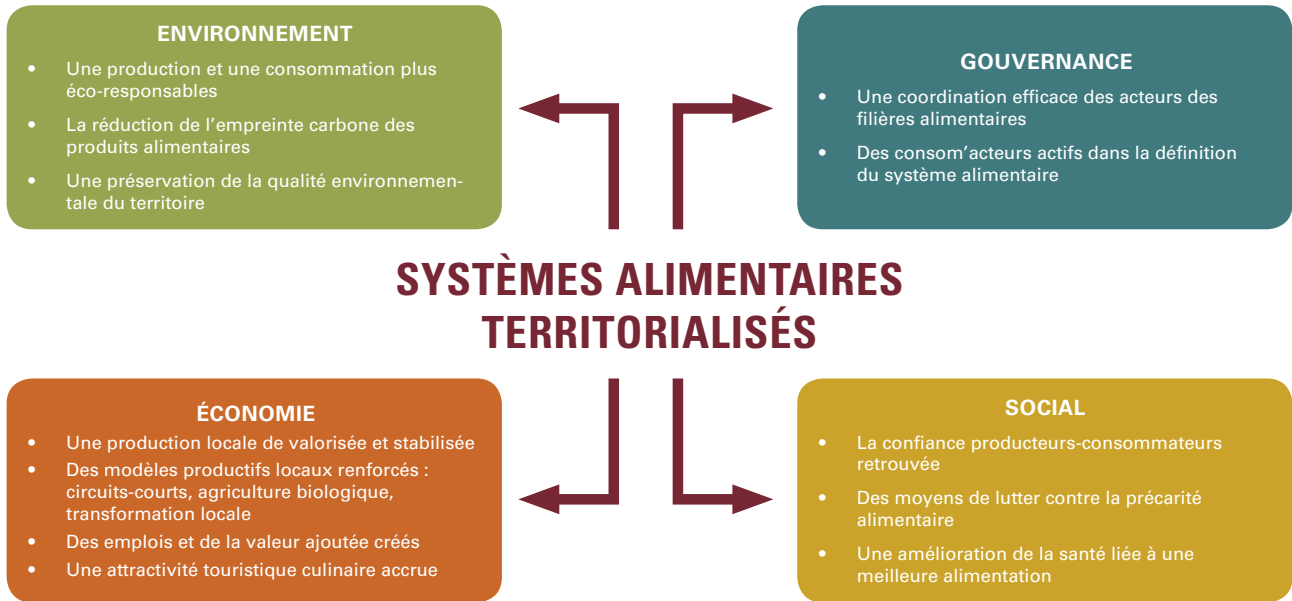 ENVIRONNEMENT
• Une production et une consommation plus
éco-responsables
• La réduction de l'empreinte carbone des
produits alimentaires
• Une préservation de la qualité environnemen-
tale du territoire
GOUVERNANCE
• Une coordination efficace des acteurs des
filières alimentaires
• Des consom'acteurs actifs dans la définition
du système alimentaire
SYSTÈMES ALIMENTAIRES
TERRITORIALISÉS
ÉCONOMIE
• Une production locale de valorisée et stabilisée
• Des modèles productifs locaux renforcés :
circuits-courts, agriculture biologique,
transformation locale
• Des emplois et de la valeur ajoutée créés
• Une attractivité touristique culinaire accrue
SOCIAL
• La confiance producteurs-consommateurs
retrouvée
• Des moyens de lutter contre la précarité
alimentaire
• Une amélioration de la santé liée à une
meilleure alimentation